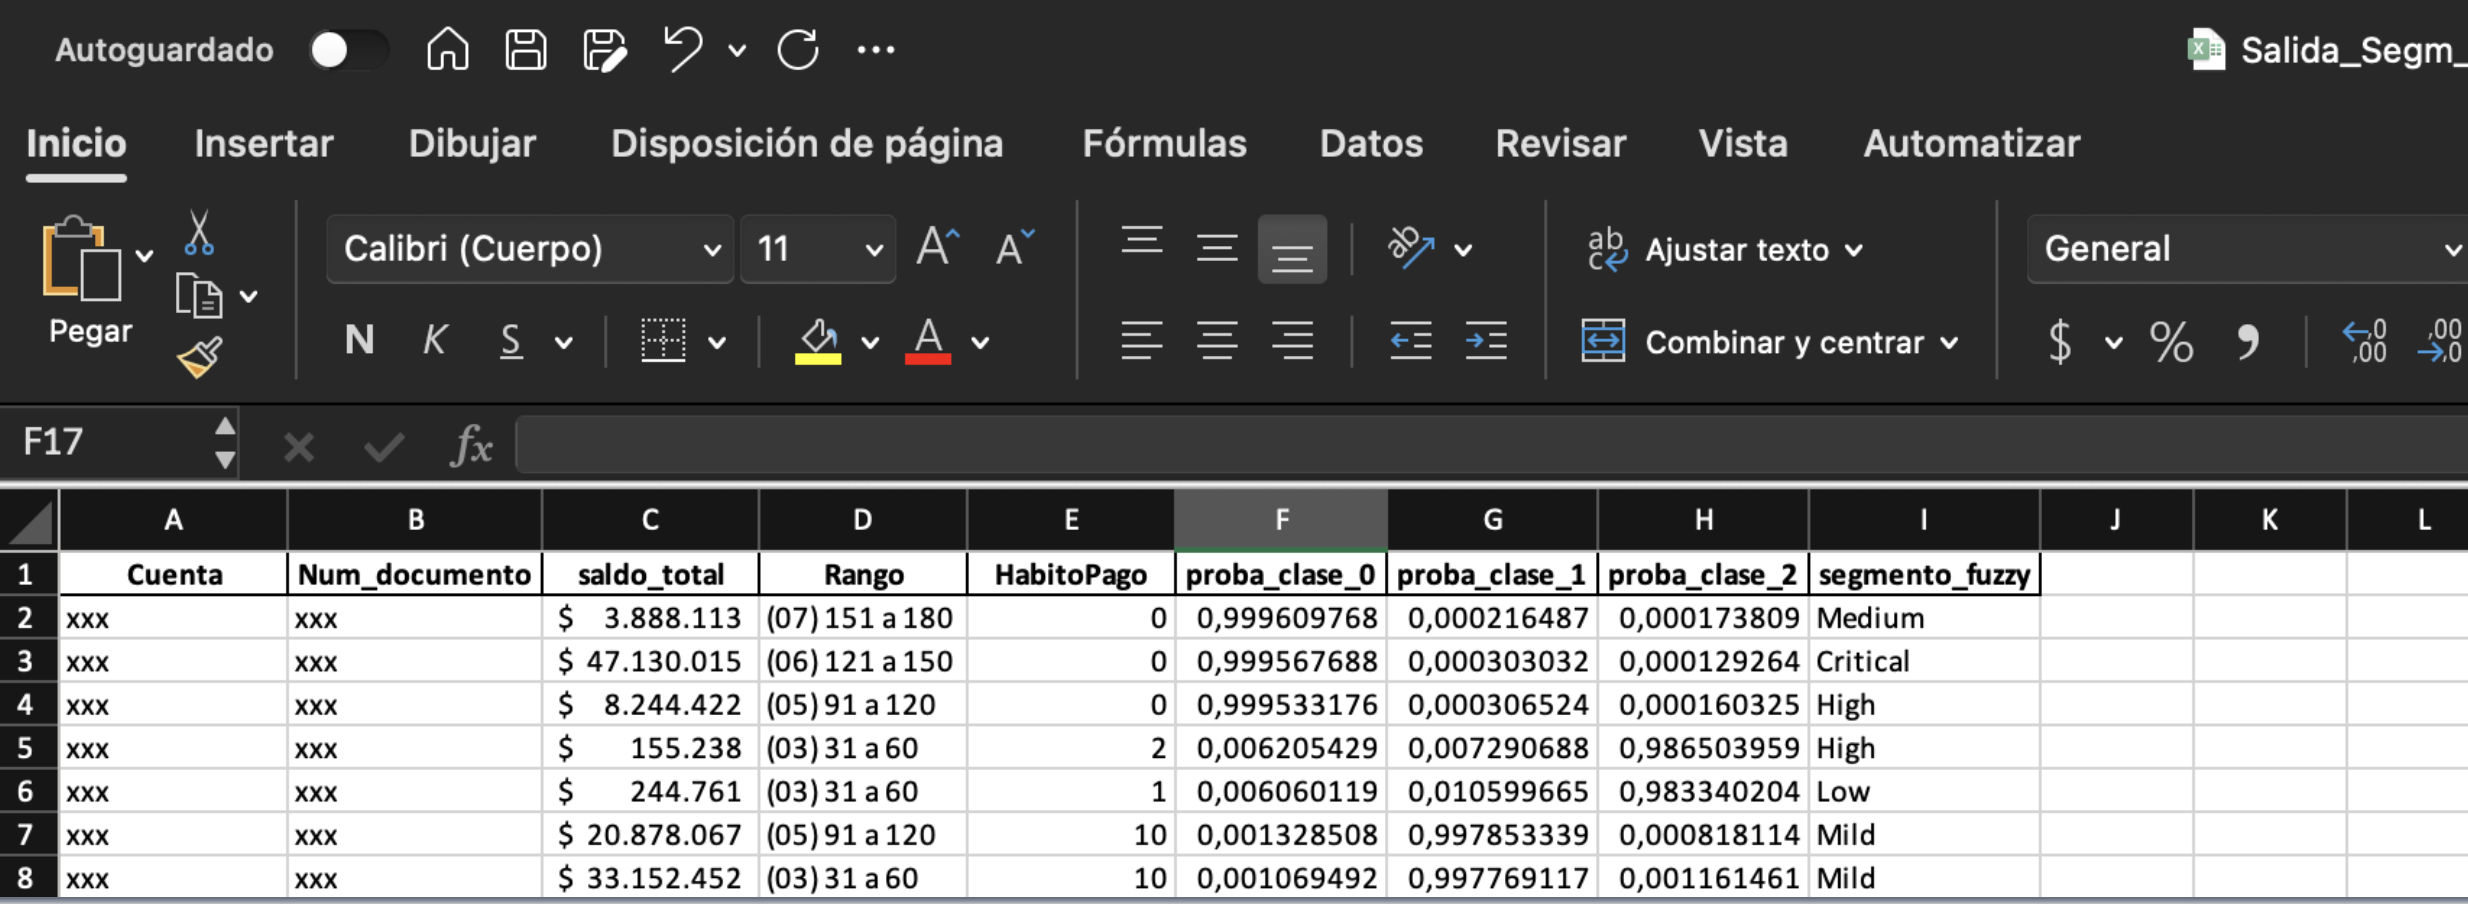 Autoguardado
Salida_Segm_
Inicio Insertar Dibujar Disposición de página Fórmulas Datos Revisar Vista Automatizar
Pegar
Calibri (Cuerpo) 11 A A
ab Ajustar texto
General
N K S A
Combinar y centrar
$ % ,0 ,00 ,00 ,0
F17 fx
A B C D E F G H I J K L
1 Cuenta Num_documento saldo_total Rango HabitoPago proba_clase_0 proba_clase_1 proba_clase_2 segmento_fuzzy
2 xxx xxx $ 3.888.113 (07) 151 a 180 0 0,999609768 0,000216487 0,000173809 Medium
3 xxx xxx $ 47.130.015 (06) 121 a 150 0 0,999567688 0,000303032 0,000129264 Critical
4 xxx xxx $ 8.244.422 (05) 91 a 120 0 0,999533176 0,000306524 0,000160325 High
5 xxx xxx $ 155.238 (03) 31 a 60 2 0,006205429 0,007290688 0,986503959 High
6 xxx xxx $ 244.761 (03) 31 a 60 1 0,006060119 0,010599665 0,983340204 Low
7 xxx xxx $ 20.878.067 (05) 91 a 120 10 0,001328508 0,997853339 0,000818114 Mild
8 xxx xxx $ 33.152.452 (03) 31 a 60 10 0,001069492 0,997769117 0,001161461 Mild